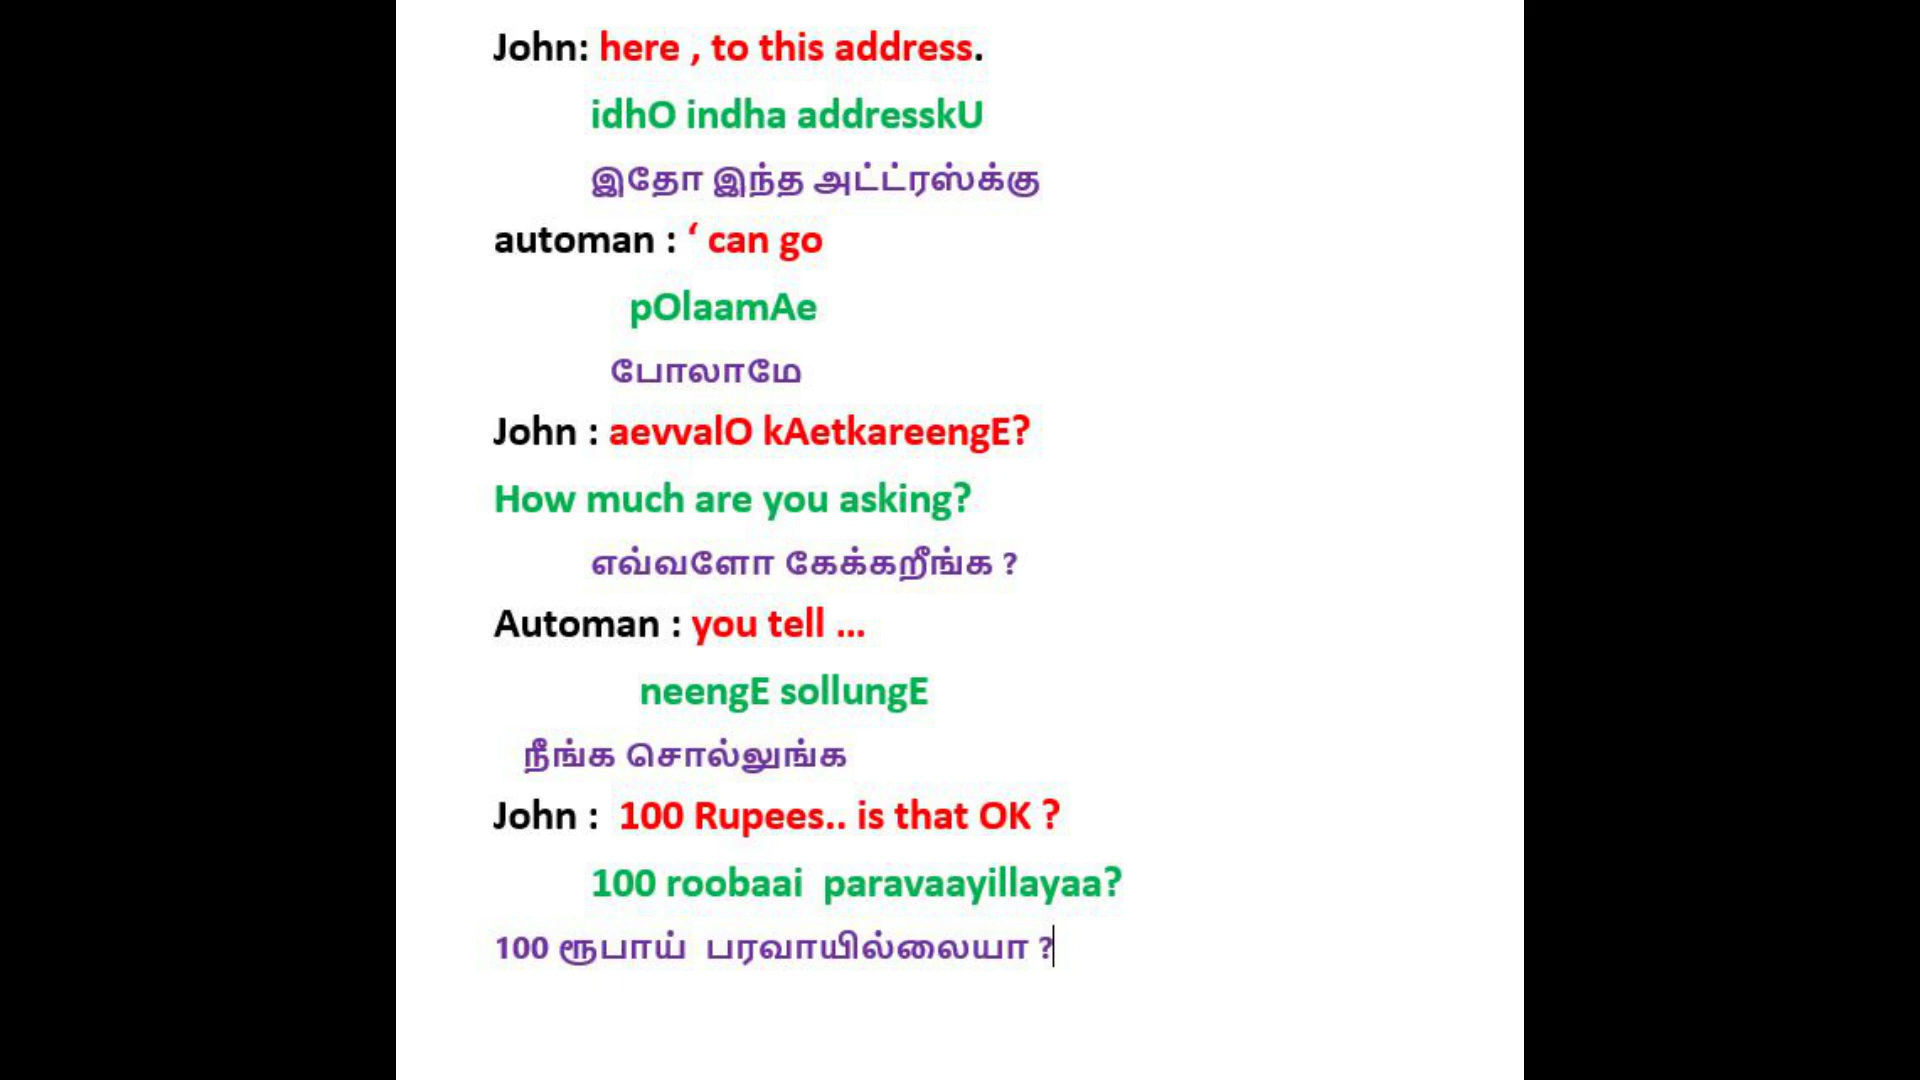 John: here , to this address.
idhO indha addresskU
இதோ இந்த அட்ட்ரஸ்க்கு
automan : ‘ can go
pOlaamAe
போலாமே
John : aevvalO kAetkareengE?
How much are you asking?
எவ்வளோ கேக்கறீங்க ?
Automan : you tell ...
neengE sollungE
நீங்க சொல்லுங்க
John : 100 Rupees.. is that OK ?
100 roobaai paravaayillayaa?
100 ரூபாய் பரவாயில்லையா ?